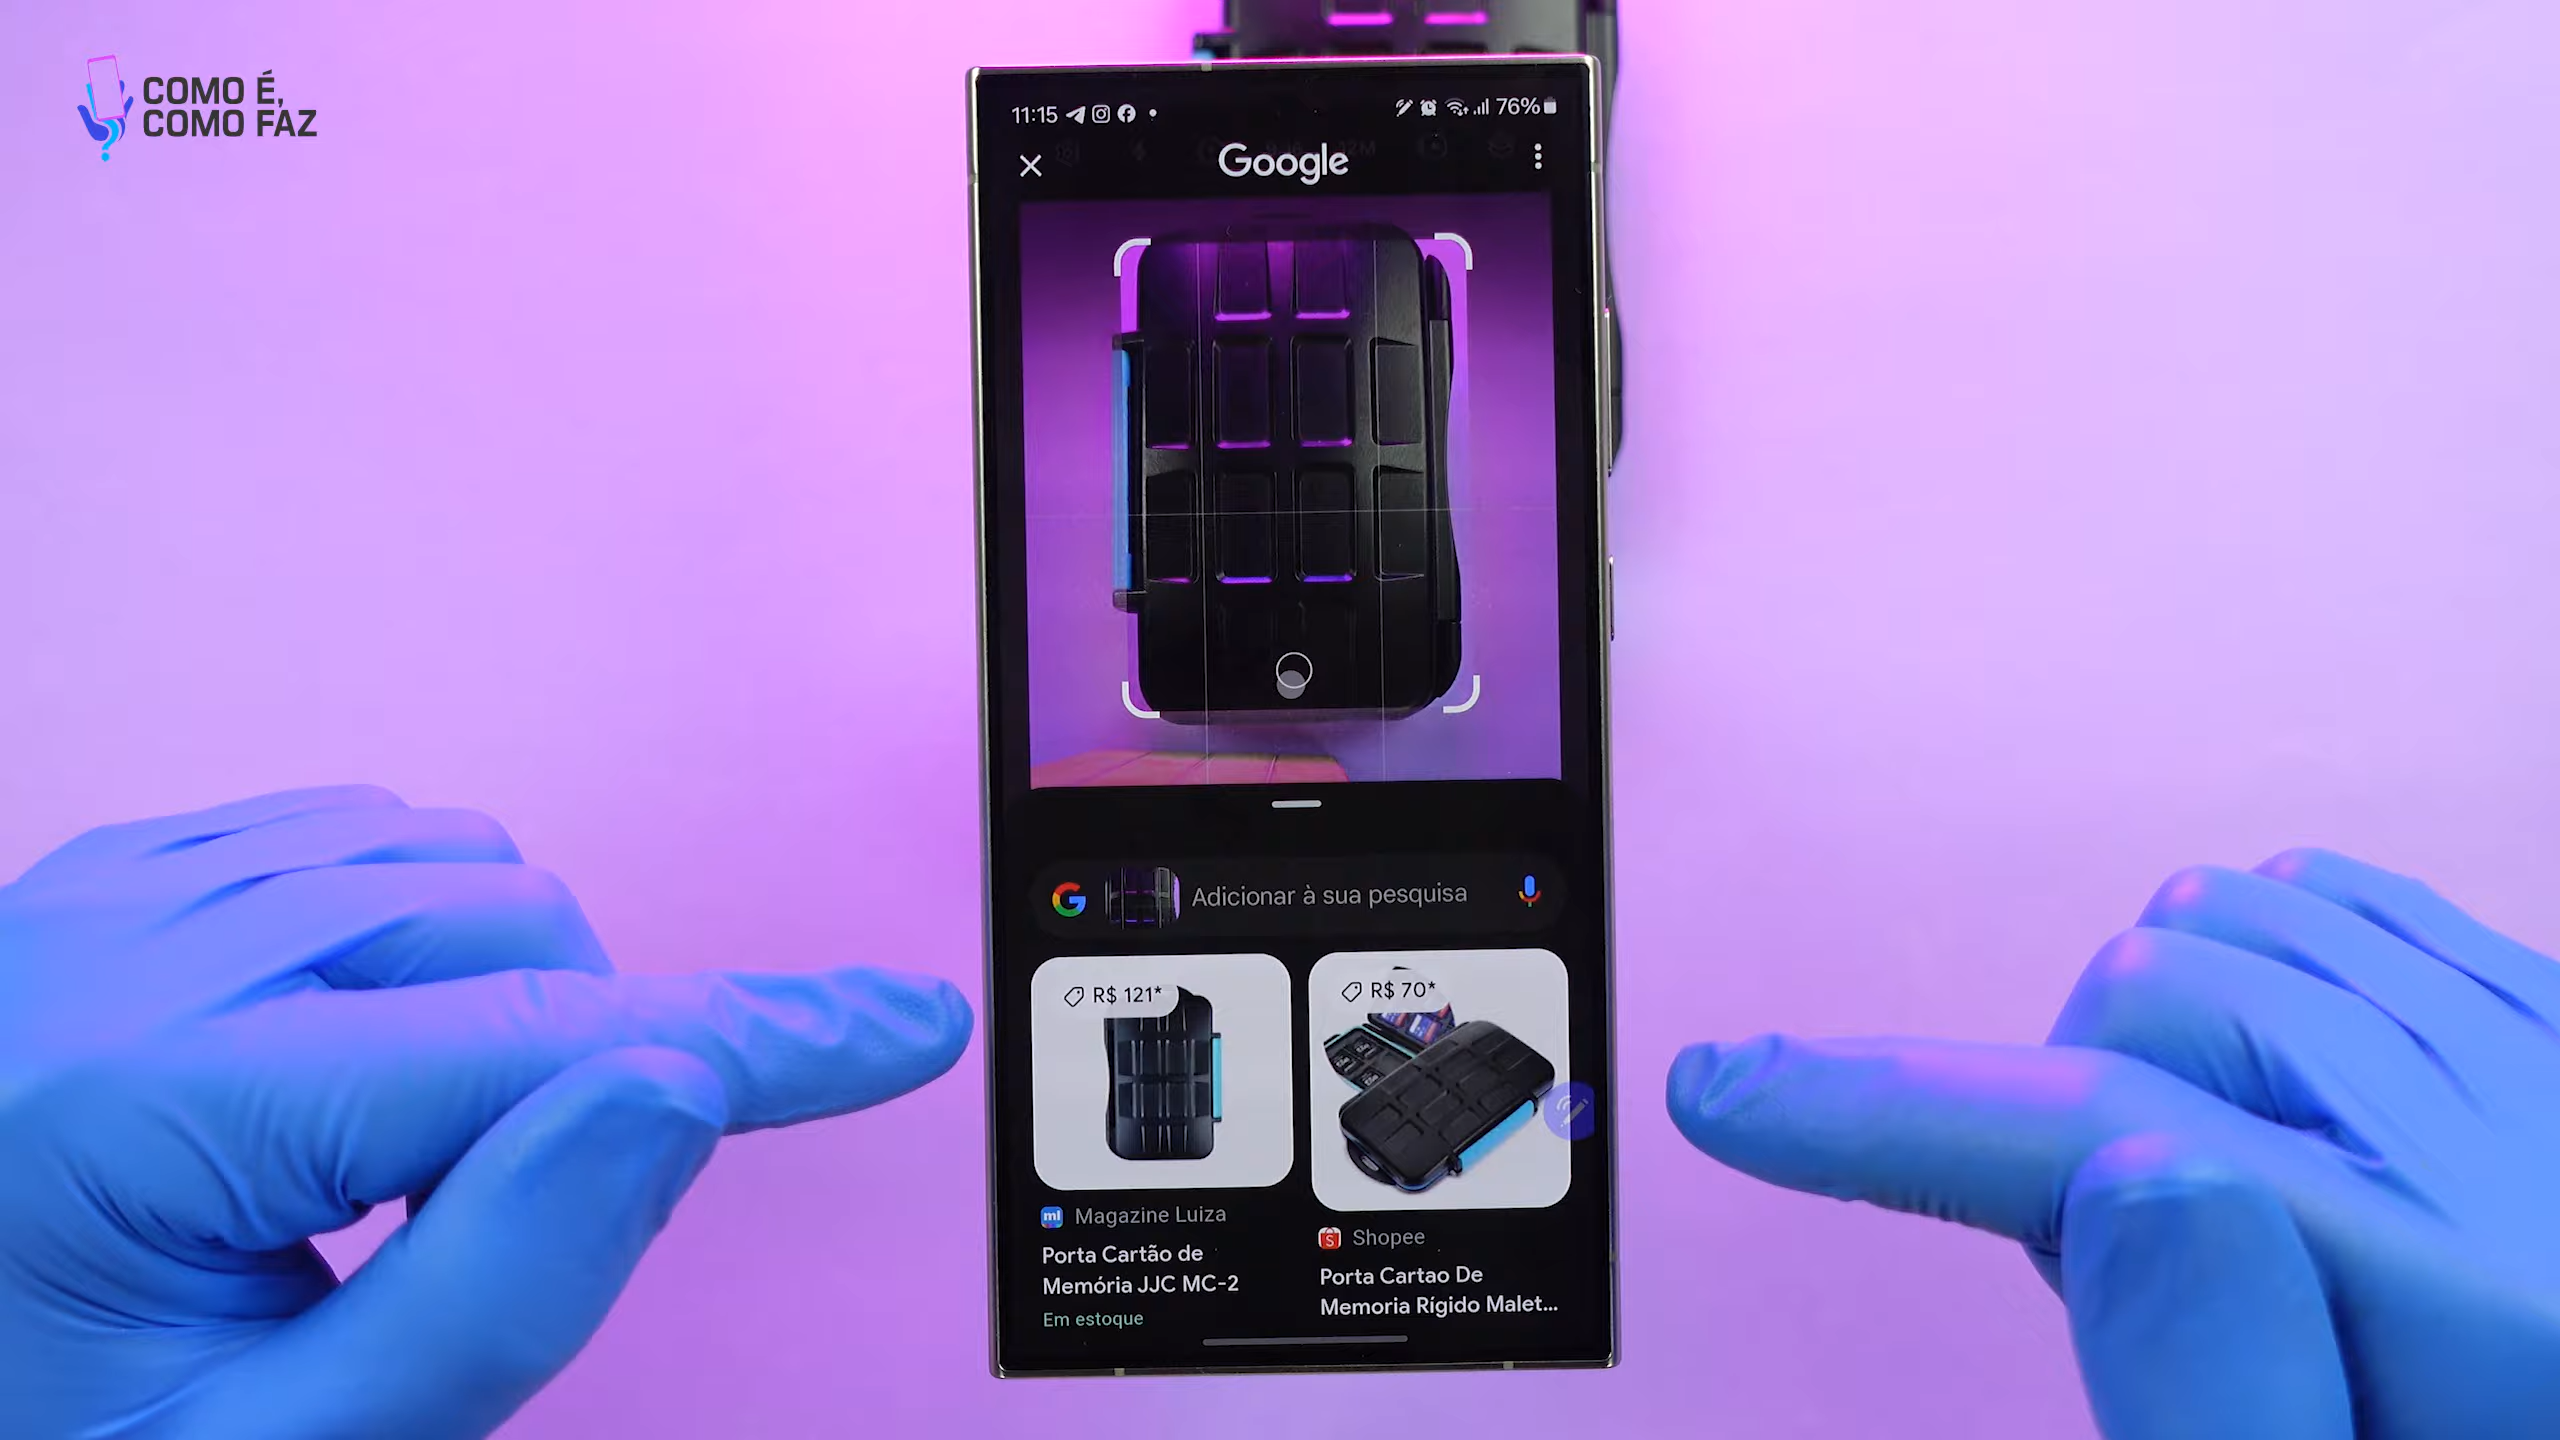 COMO É,
COMO FAZ
11:15
76%
Google
Adicionar à sua pesquisa
R$ 121*
R$ 70*
Magazine Luiza
Porta Cartão de
Memória JJC MC-2
Em estoque
Shopee
Porta Cartao De
Memoria Rígido Malet...